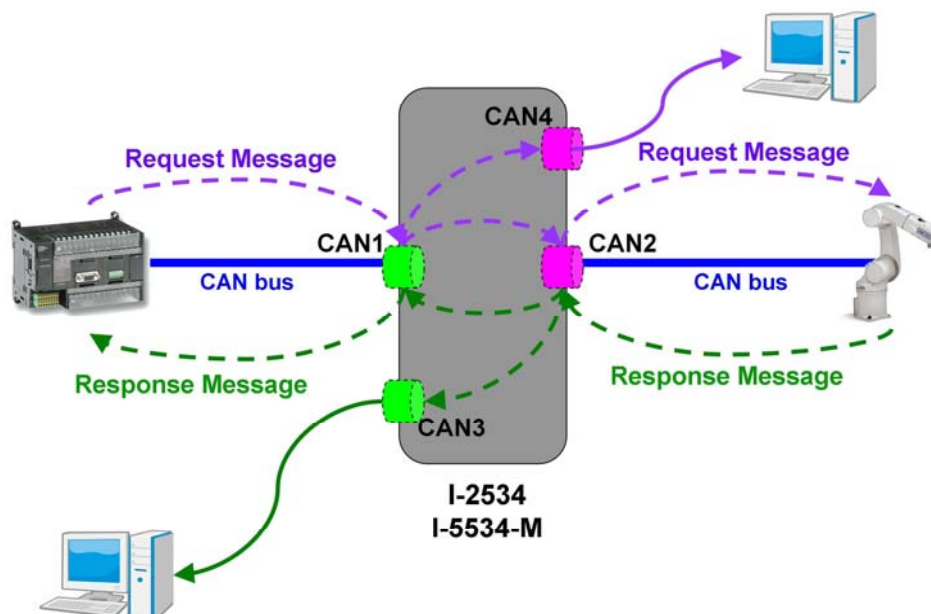 CAN4
Request Message
Request Message
CAN1
CAN2
CAN bus
CAN bus
Response Message
Response Message
CAN3
I-2534
I-5534-M